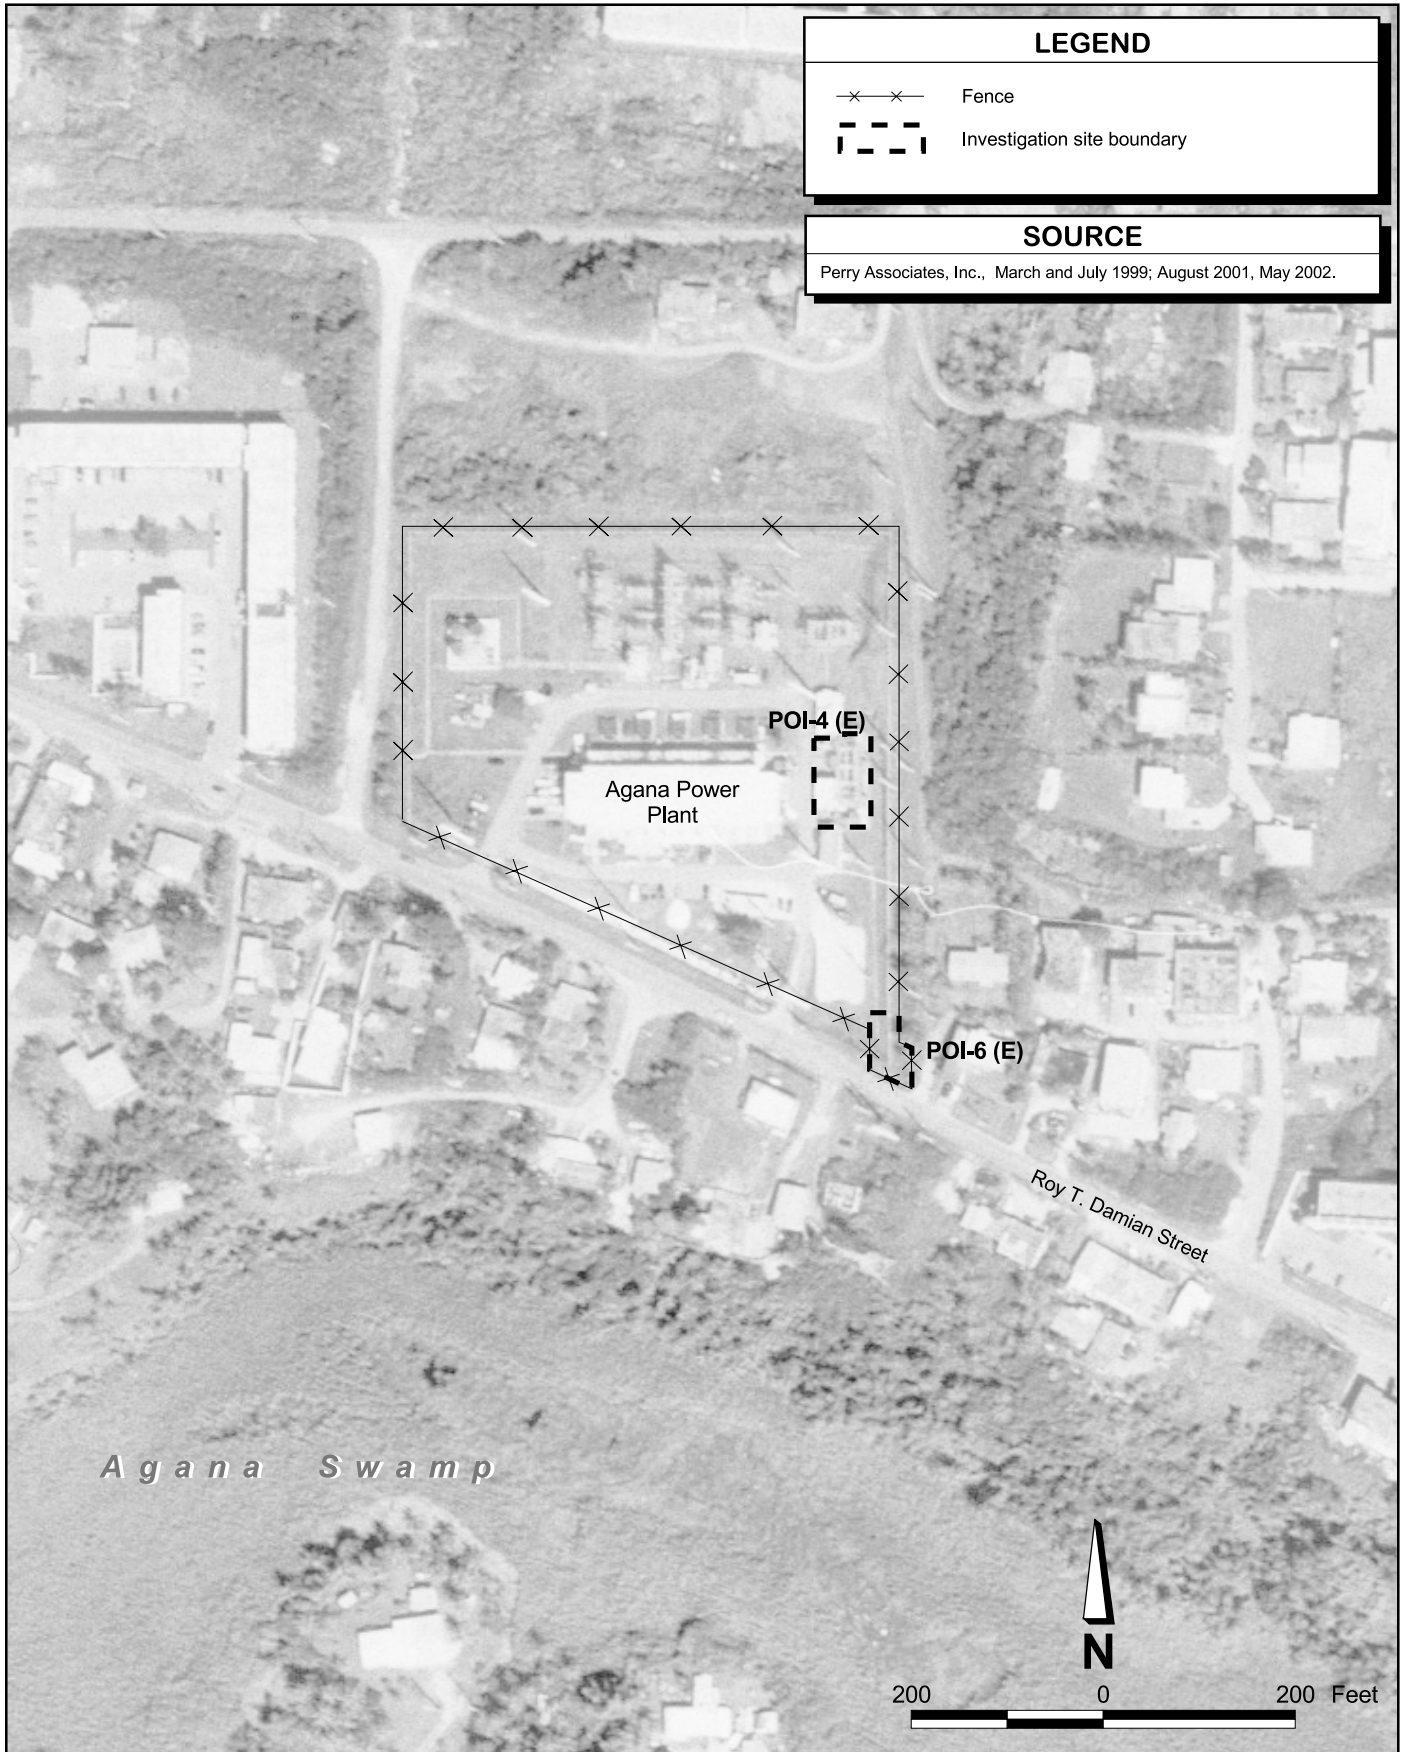 LEGEND
Fence
Investigation site boundary
SOURCE
Perry Associates, Inc., March and July 1999; August 2001, May 2002.
POI-4 (E)
Agana Power
Plant
POI-6 (E)
Roy T. Damian Street
Agana Swamp
N
200 0 200 Feet